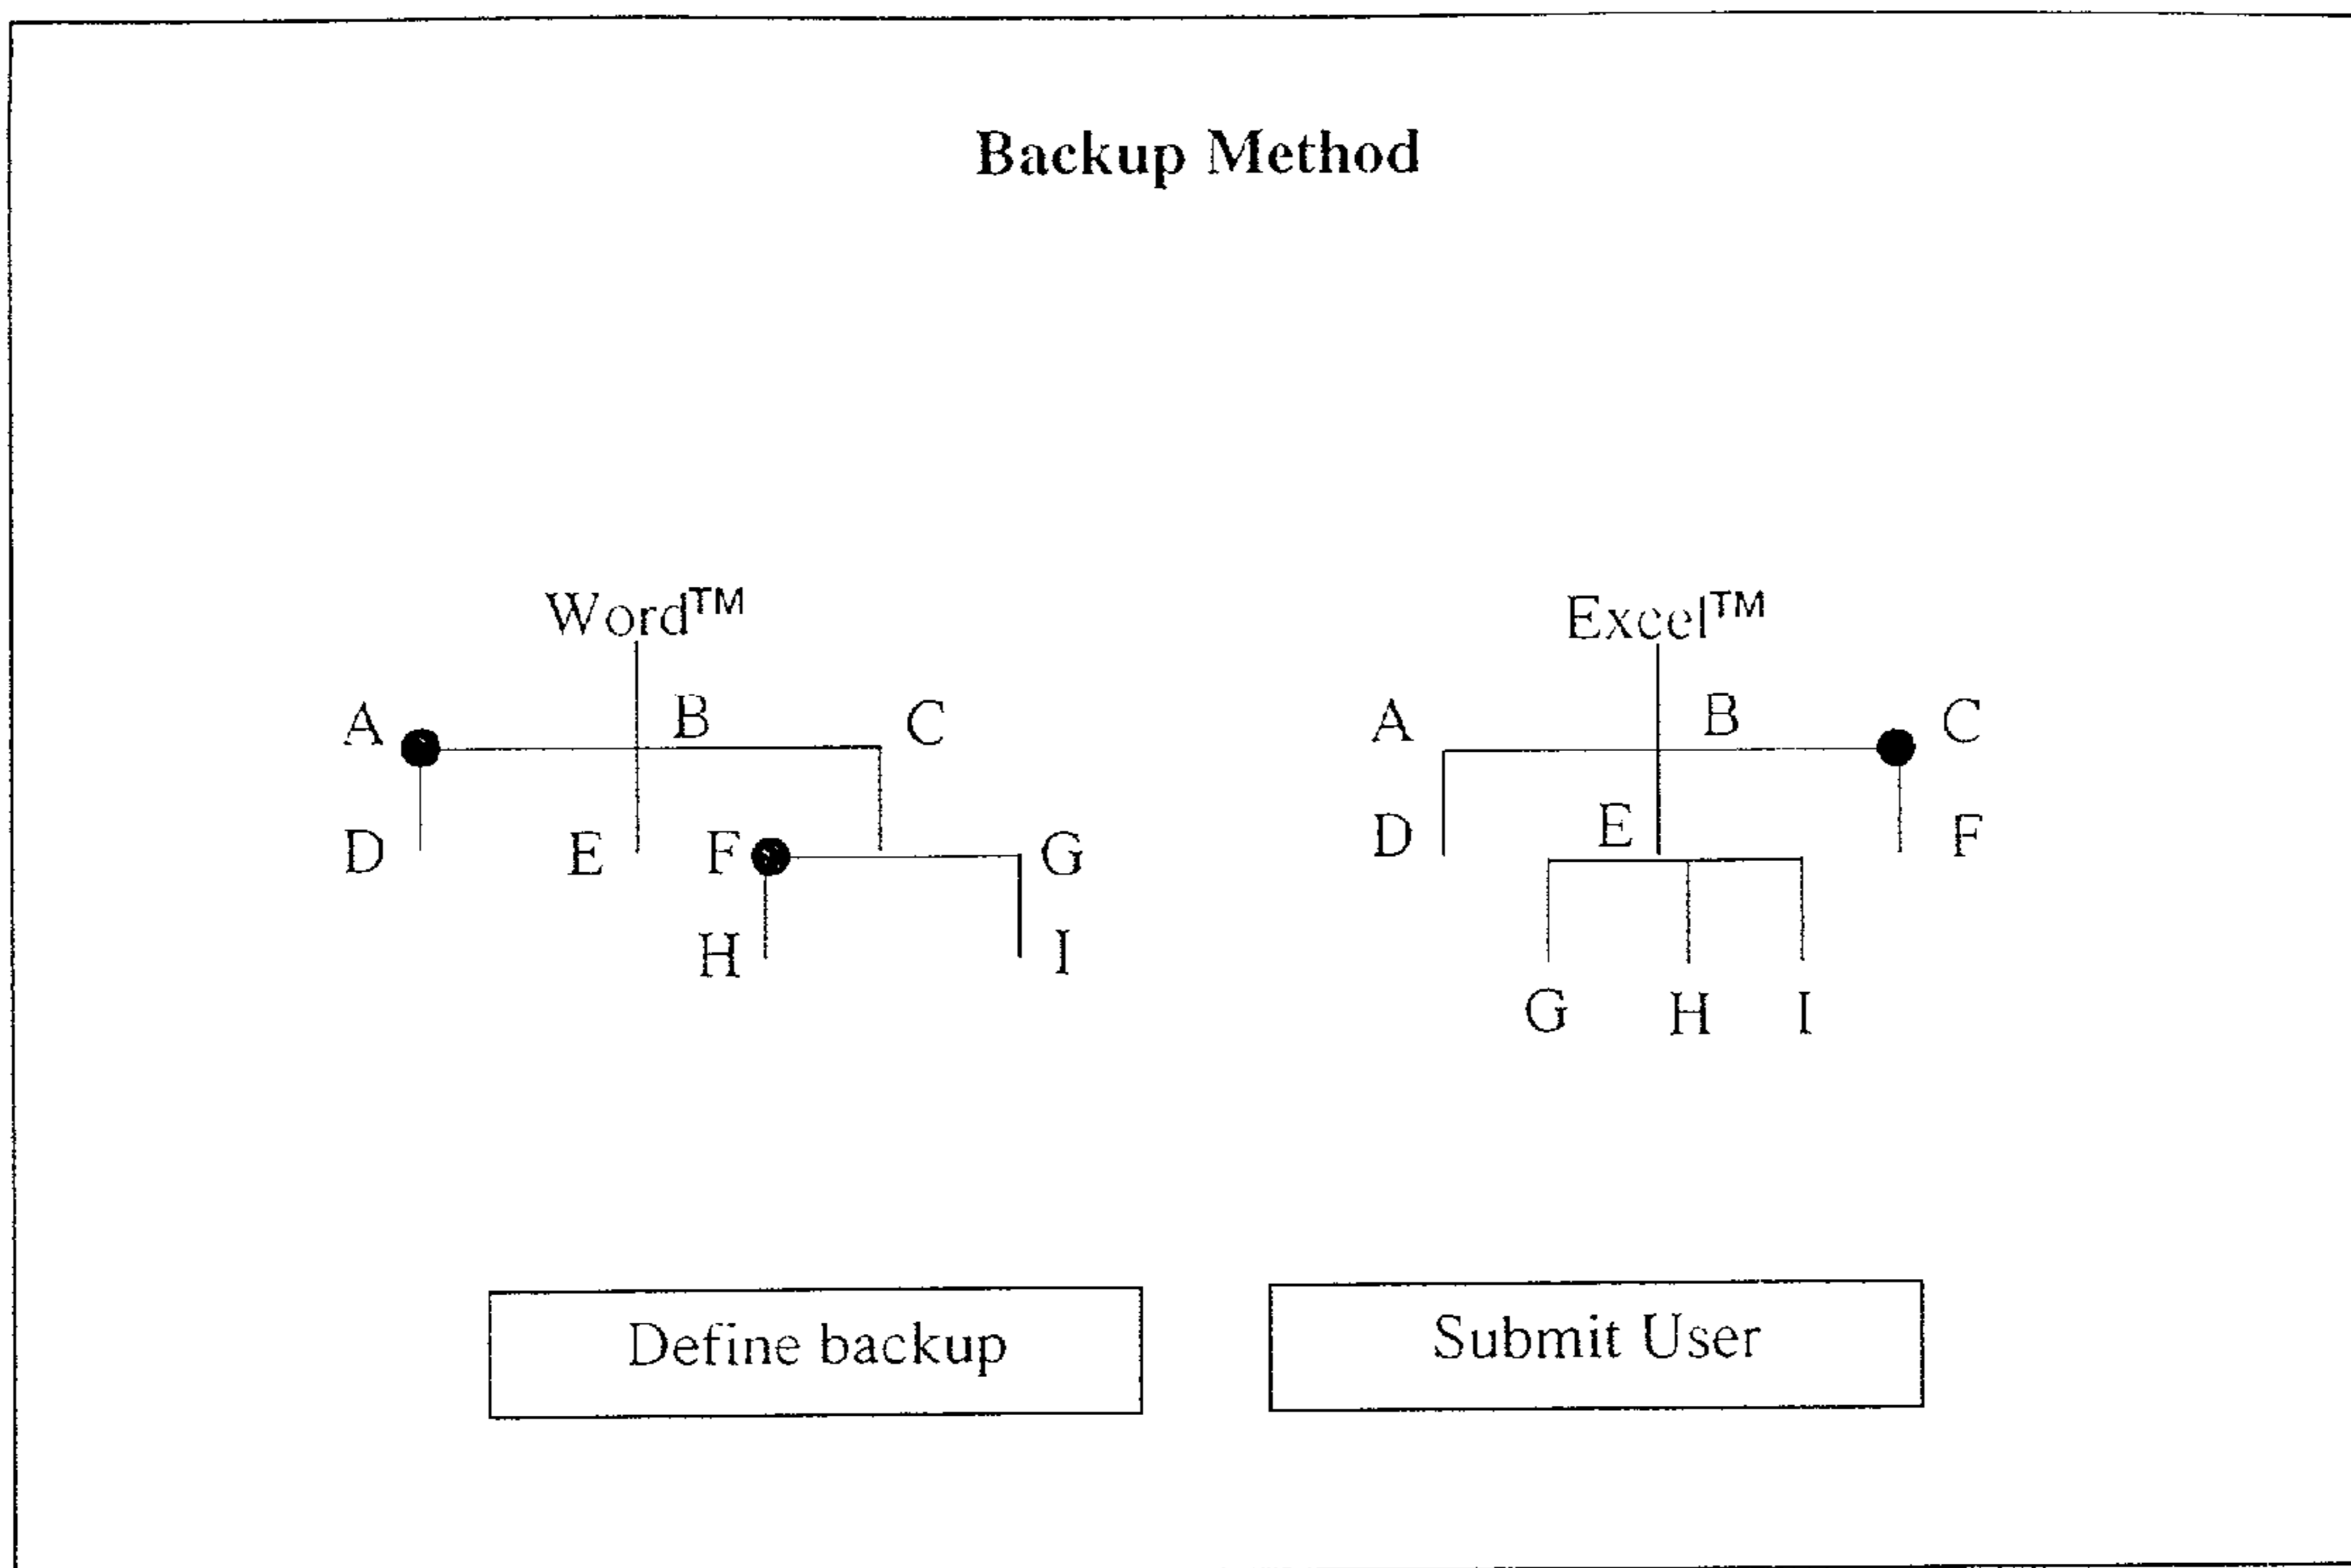 Backup Method
Word™ Excel™
A B C A B C
D E F G D E F
H I G H I
Define backup Submit User